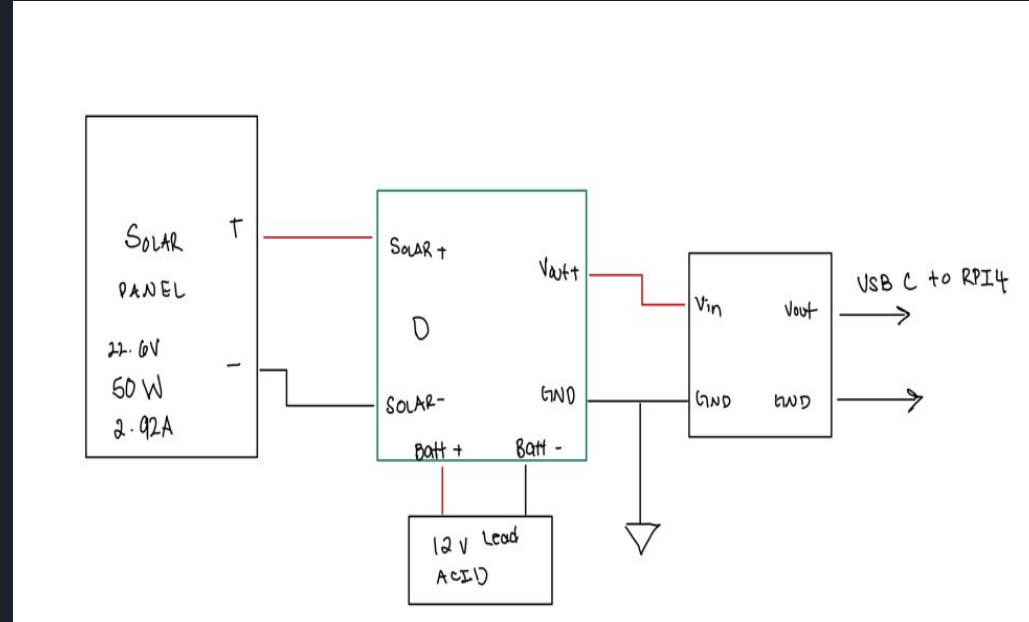 SOLAR +
PANEL
22.6V
50 W
2.92A
-
SOLAR +
Vout+
D
SOLAR-
GND
Batt +
Batt -
12 V Lead
ACID
Vin
Vout
GND
GND
USB C to RPI4